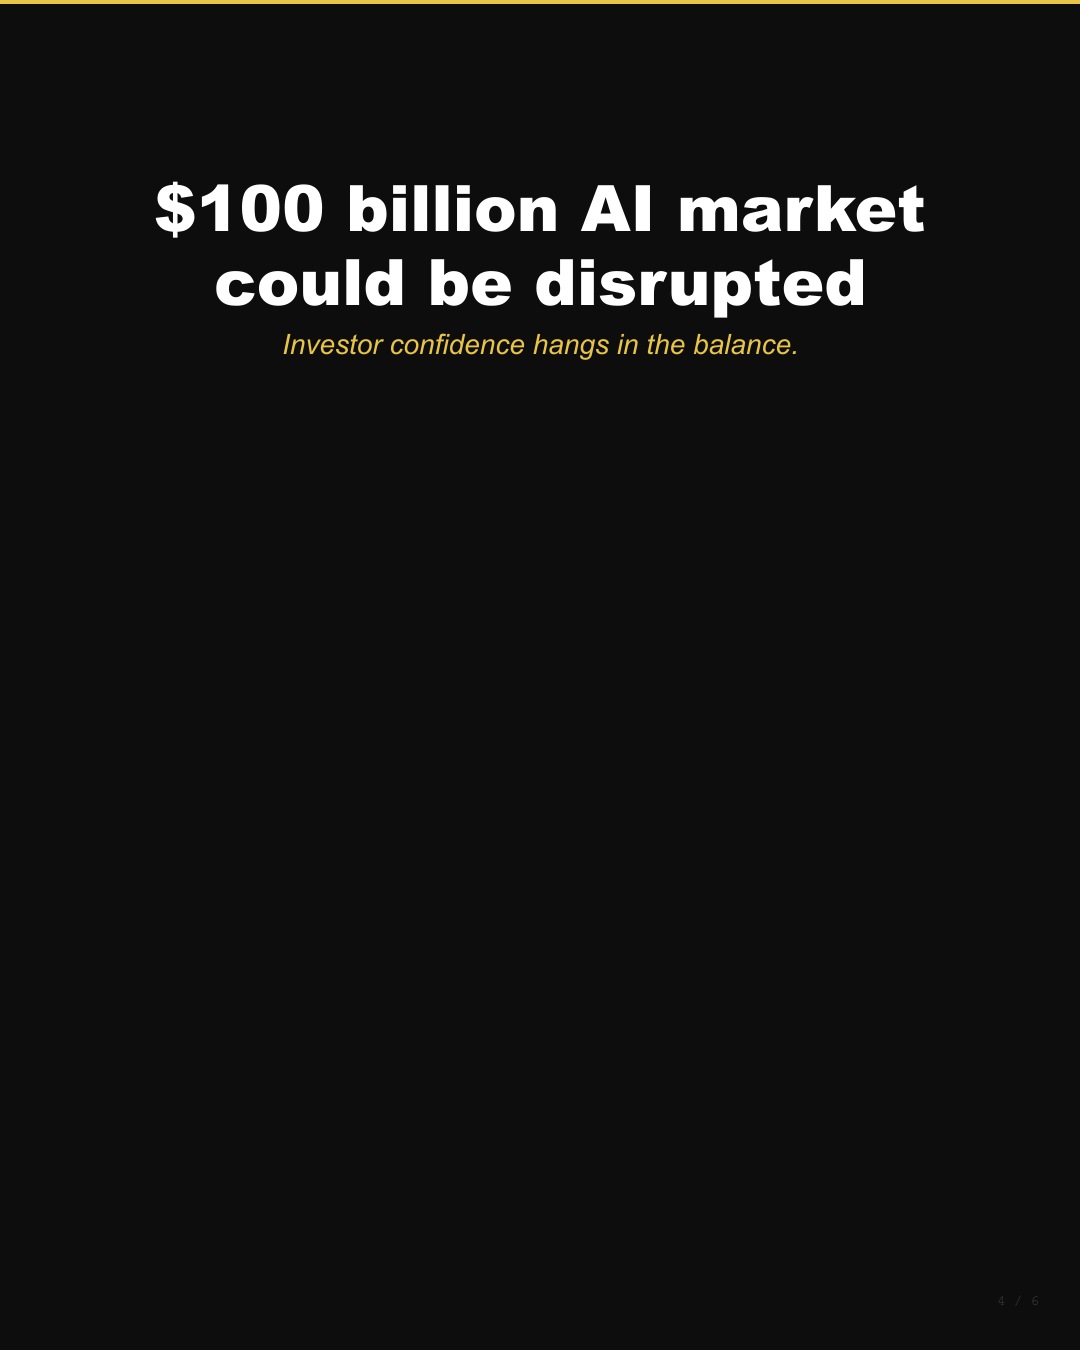 $100 billion AI market
could be disrupted
Investor confidence hangs in the balance.
4 / 6